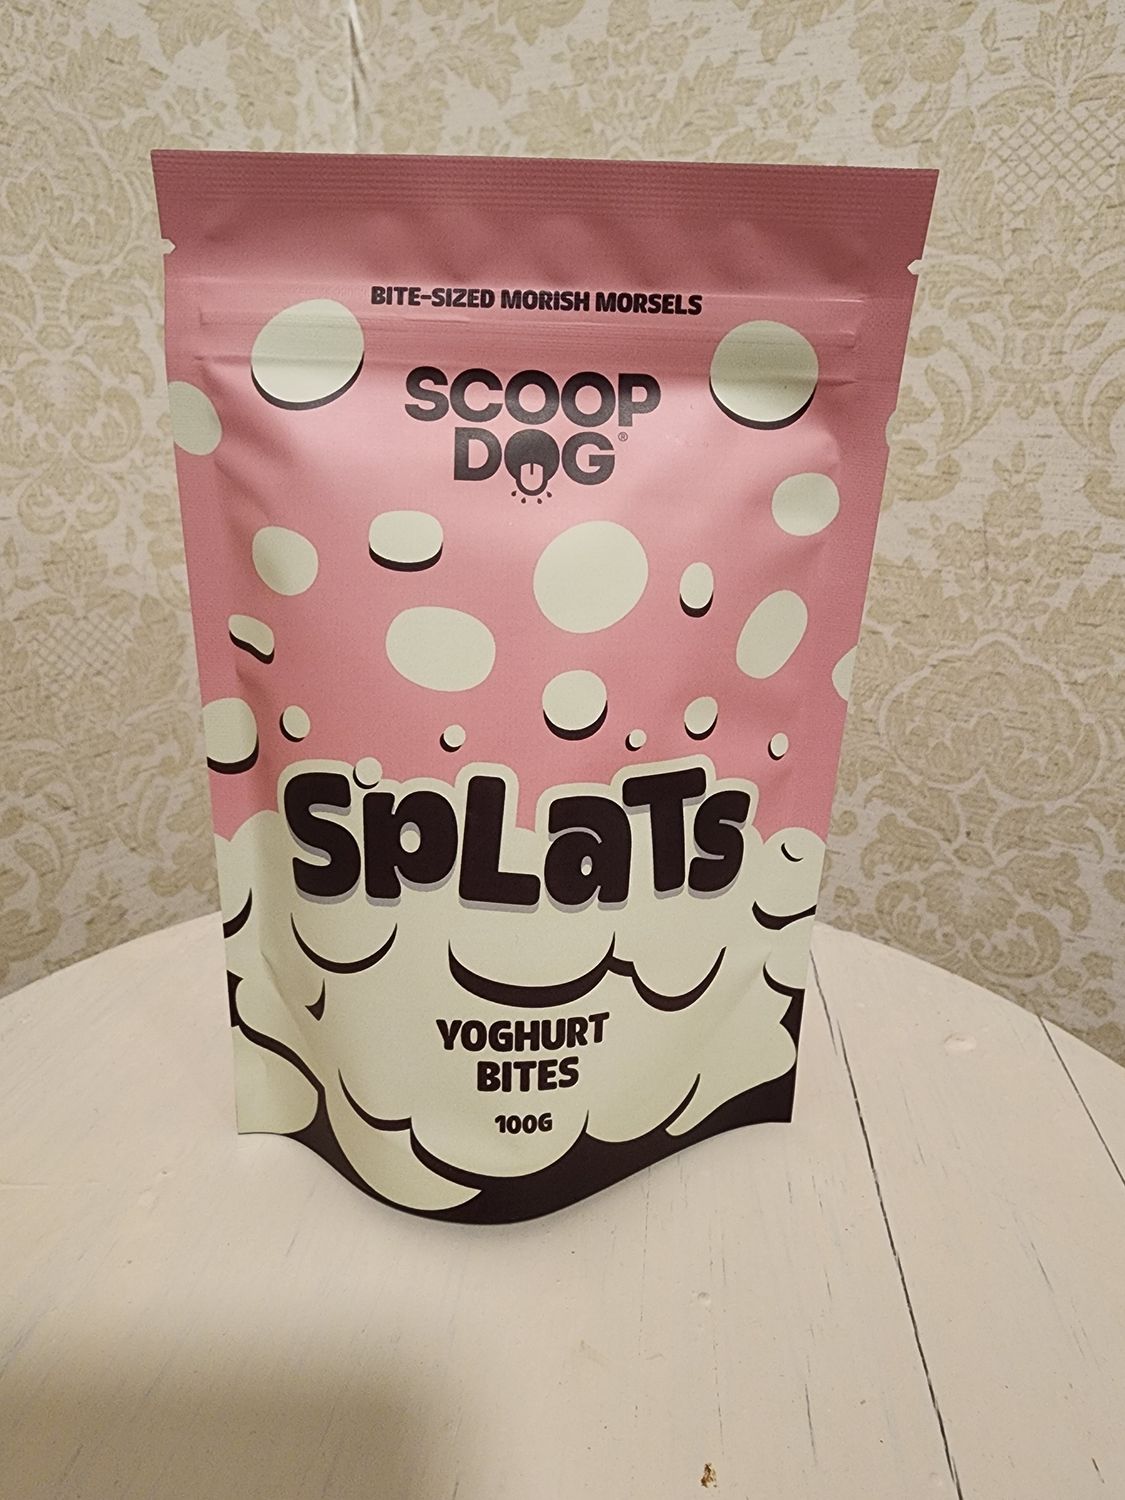 BITE-SIZED MORISH MORSELS
SCOOP
DOG®
SPLATS
YOGHURT
BITES
100G